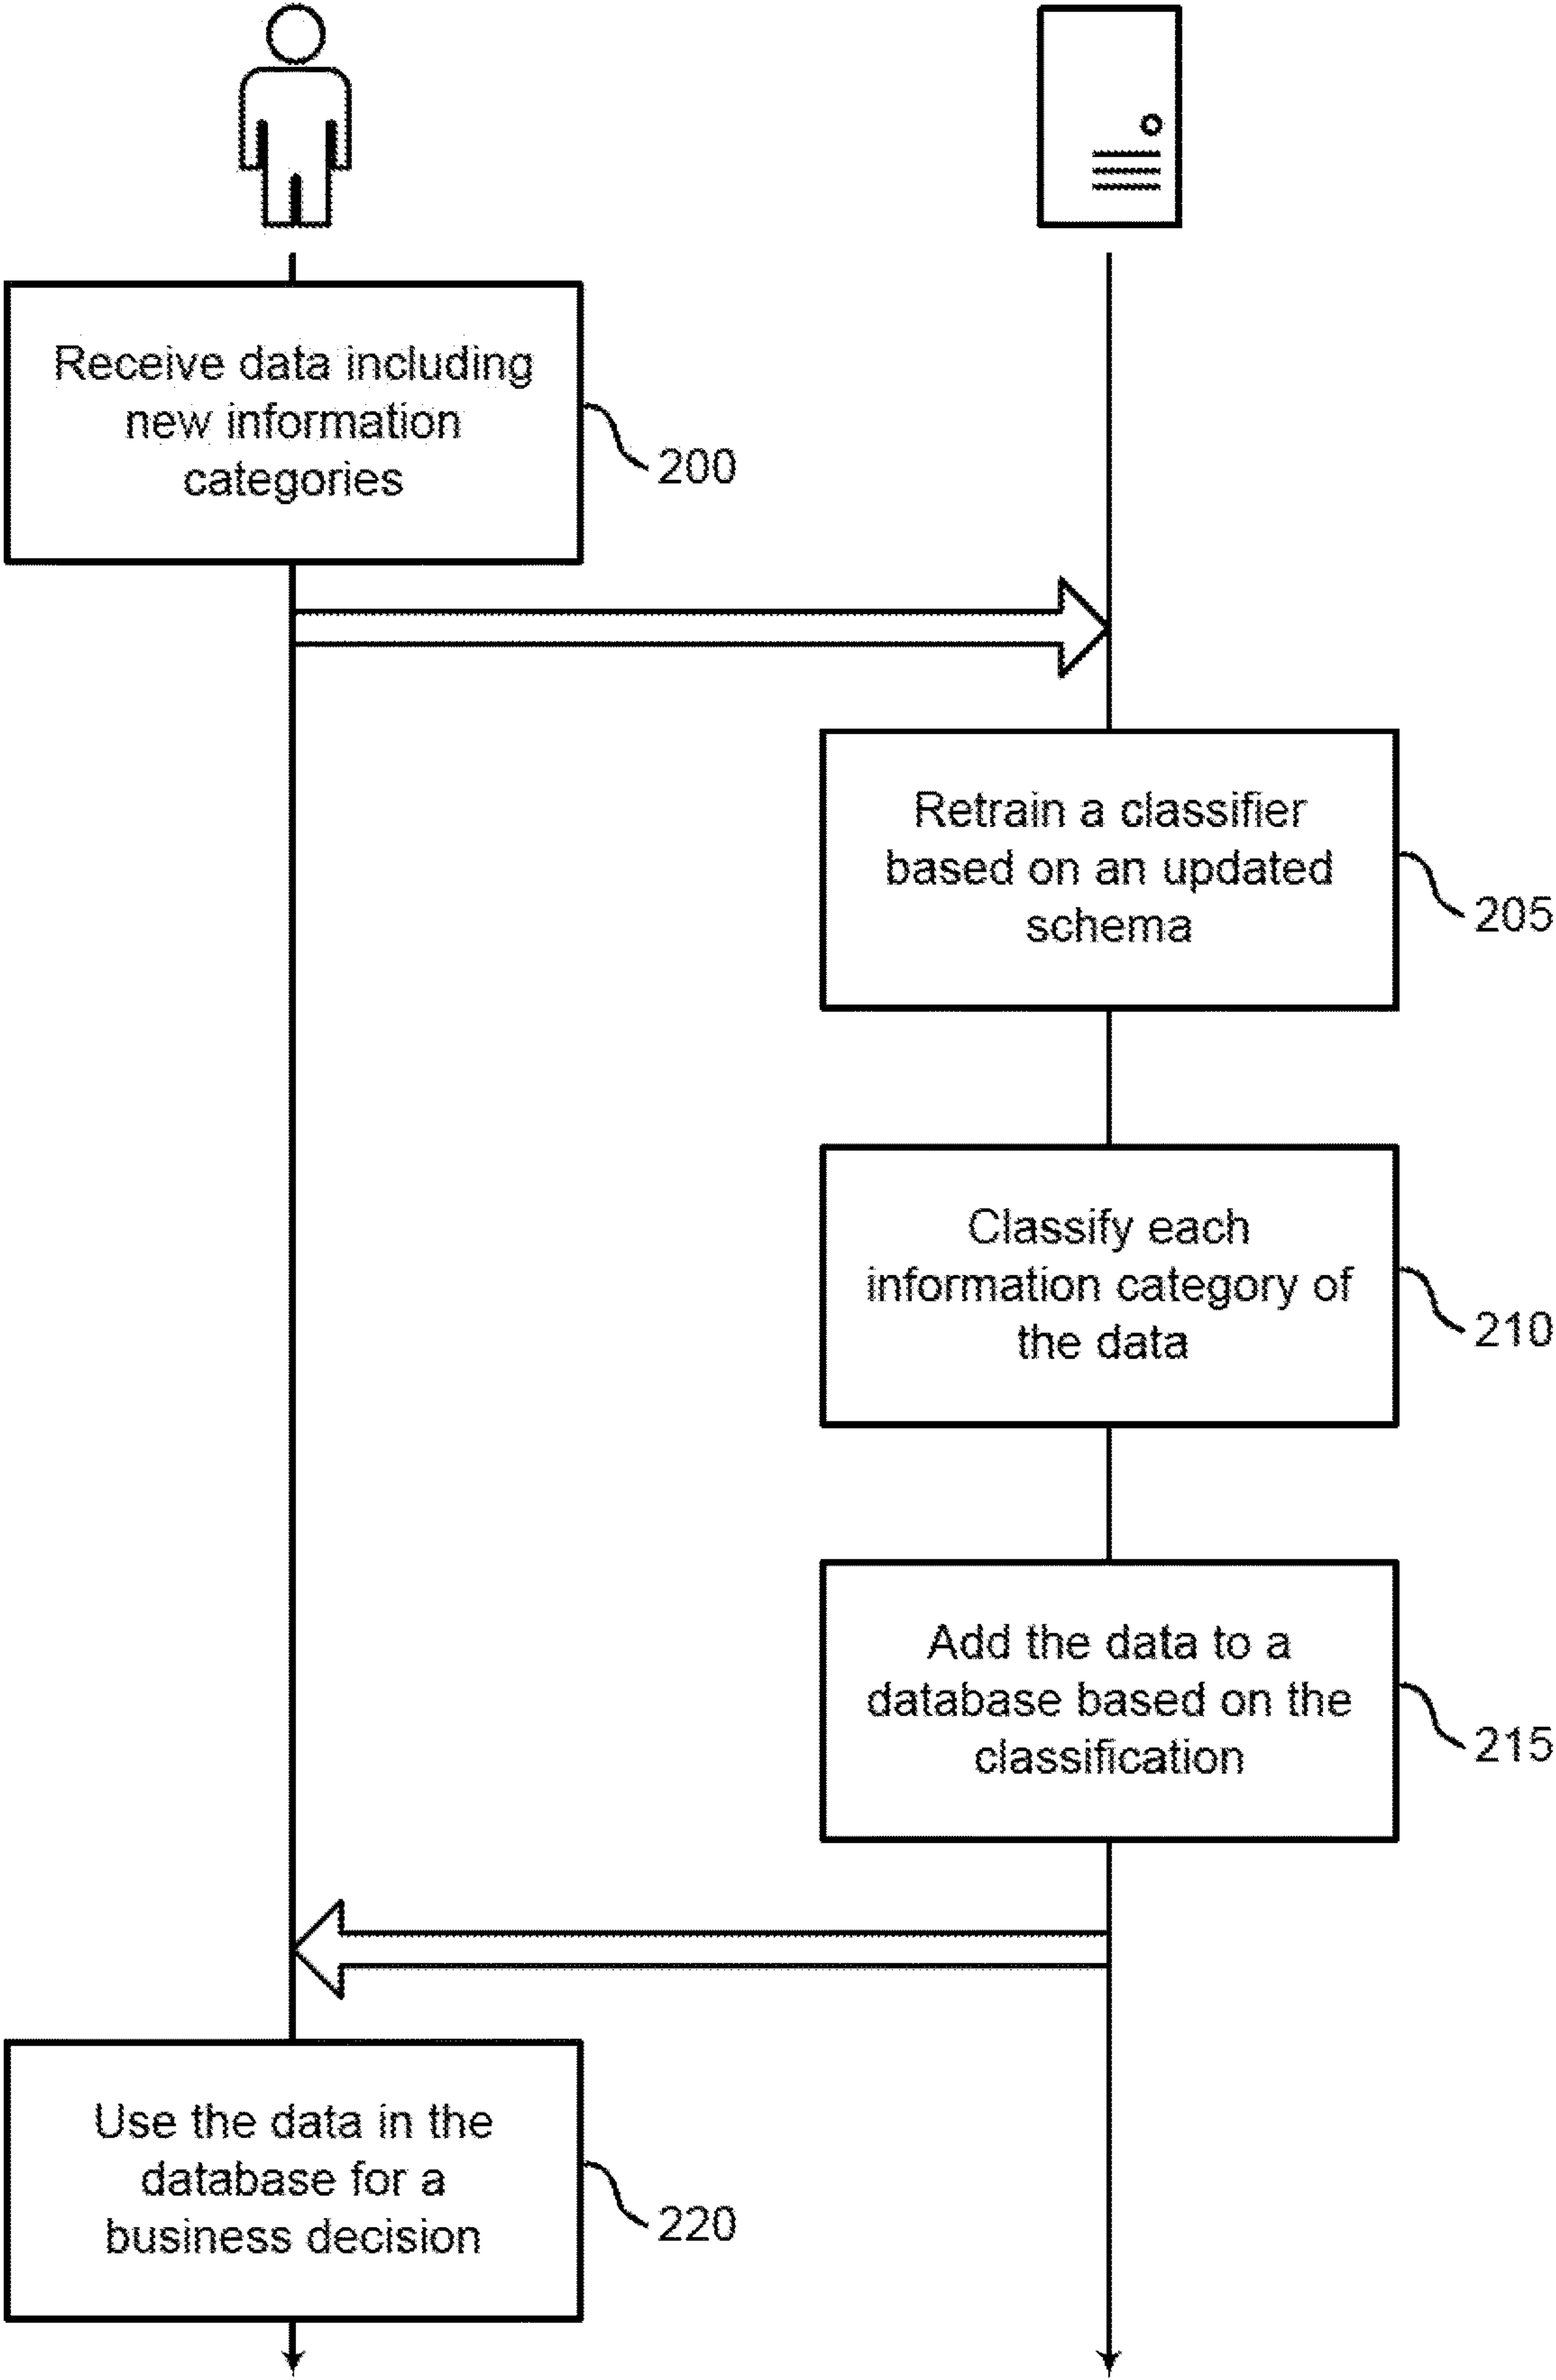 Receive data including
new information
categories
200
Retrain a classifier
based on an updated
schema
205
Classify each
information category of
the data
210
Add the data to a
database based on the
classification
215
Use the data in the
database for a
business decision
220